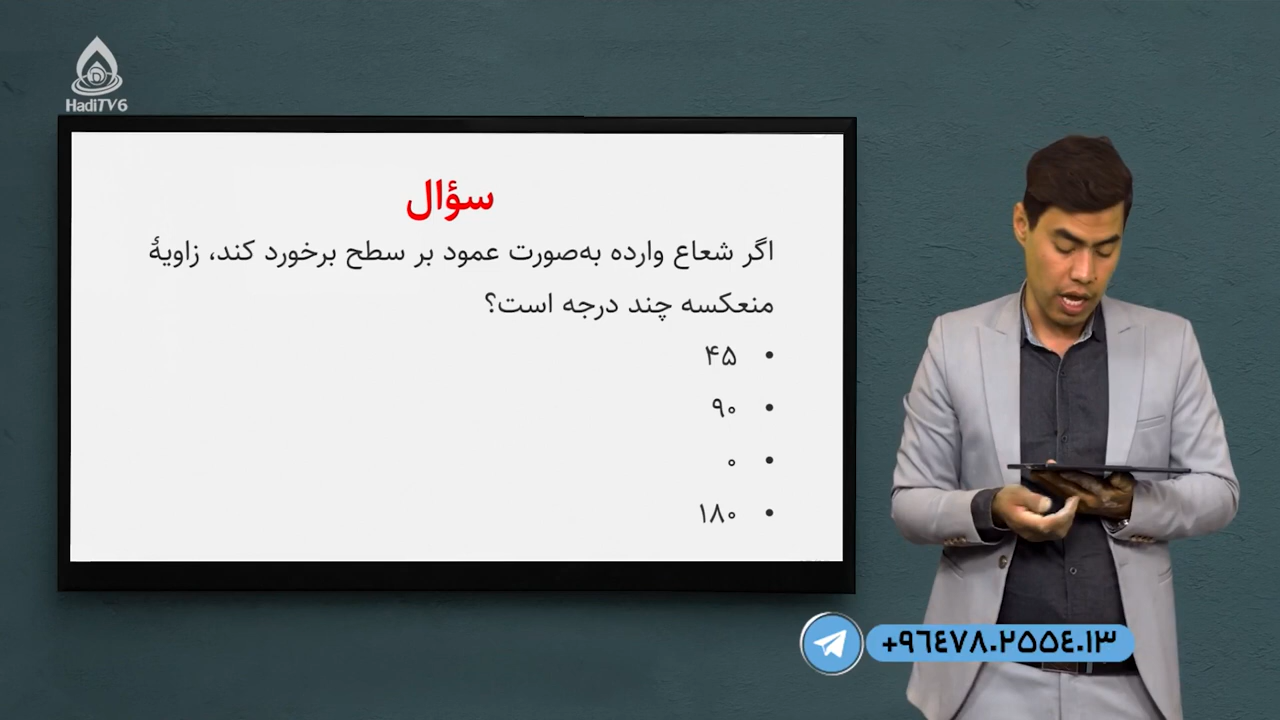 HadiTV6
سؤال
اگر شعاع وارده به‌صورت عمود بر سطح برخورد کند، زاویهٔ
منعکسه چند درجه است؟
• ۴۵
• ۹۰
• ۰
• ۱۸۰
+٩٦٤٧٨٠٢٥٥٤٠١٣